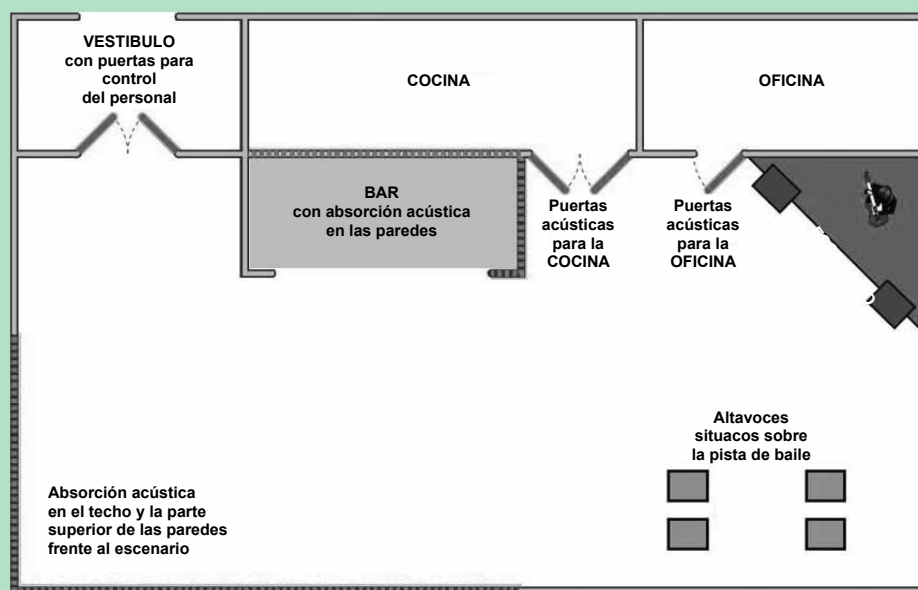 VESTIBULO
con puertas para
control
del personal
COCINA
OFICINA
BAR
con absorción acústica
en las paredes
Puertas
acústicas
para la
COCINA
Puertas
acústicas
para la
OFICINA
Altavoces
situacos sobre
la pista de baile
Absorción acústica
en el techo y la parte
superior de las paredes
frente al escenario